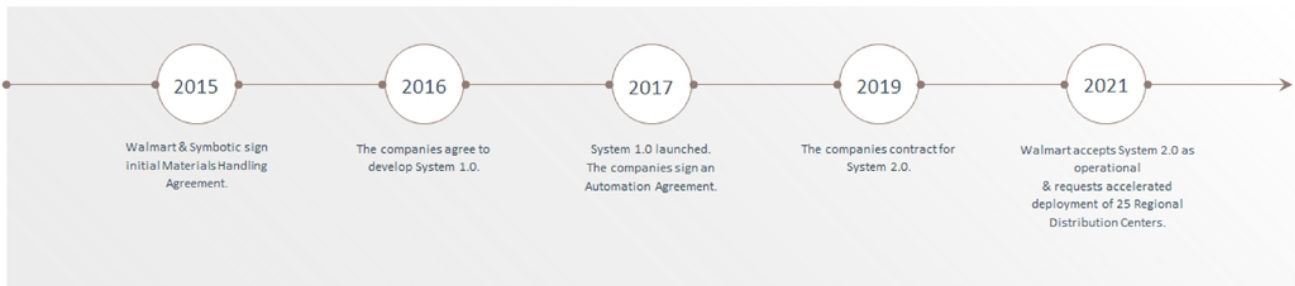 2015
Walmart & Symbotic sign
initial Materials Handling
Agreement.
2016
The companies agree to
develop System 1.0.
2017
System 1.0 launched.
The companies sign an
Automation Agreement.
2019
The companies contract for
System 2.0.
2021
Walmart accepts System 2.0 as
operational
& requests accelerated
deployment of 25 Regional
Distribution Centers.